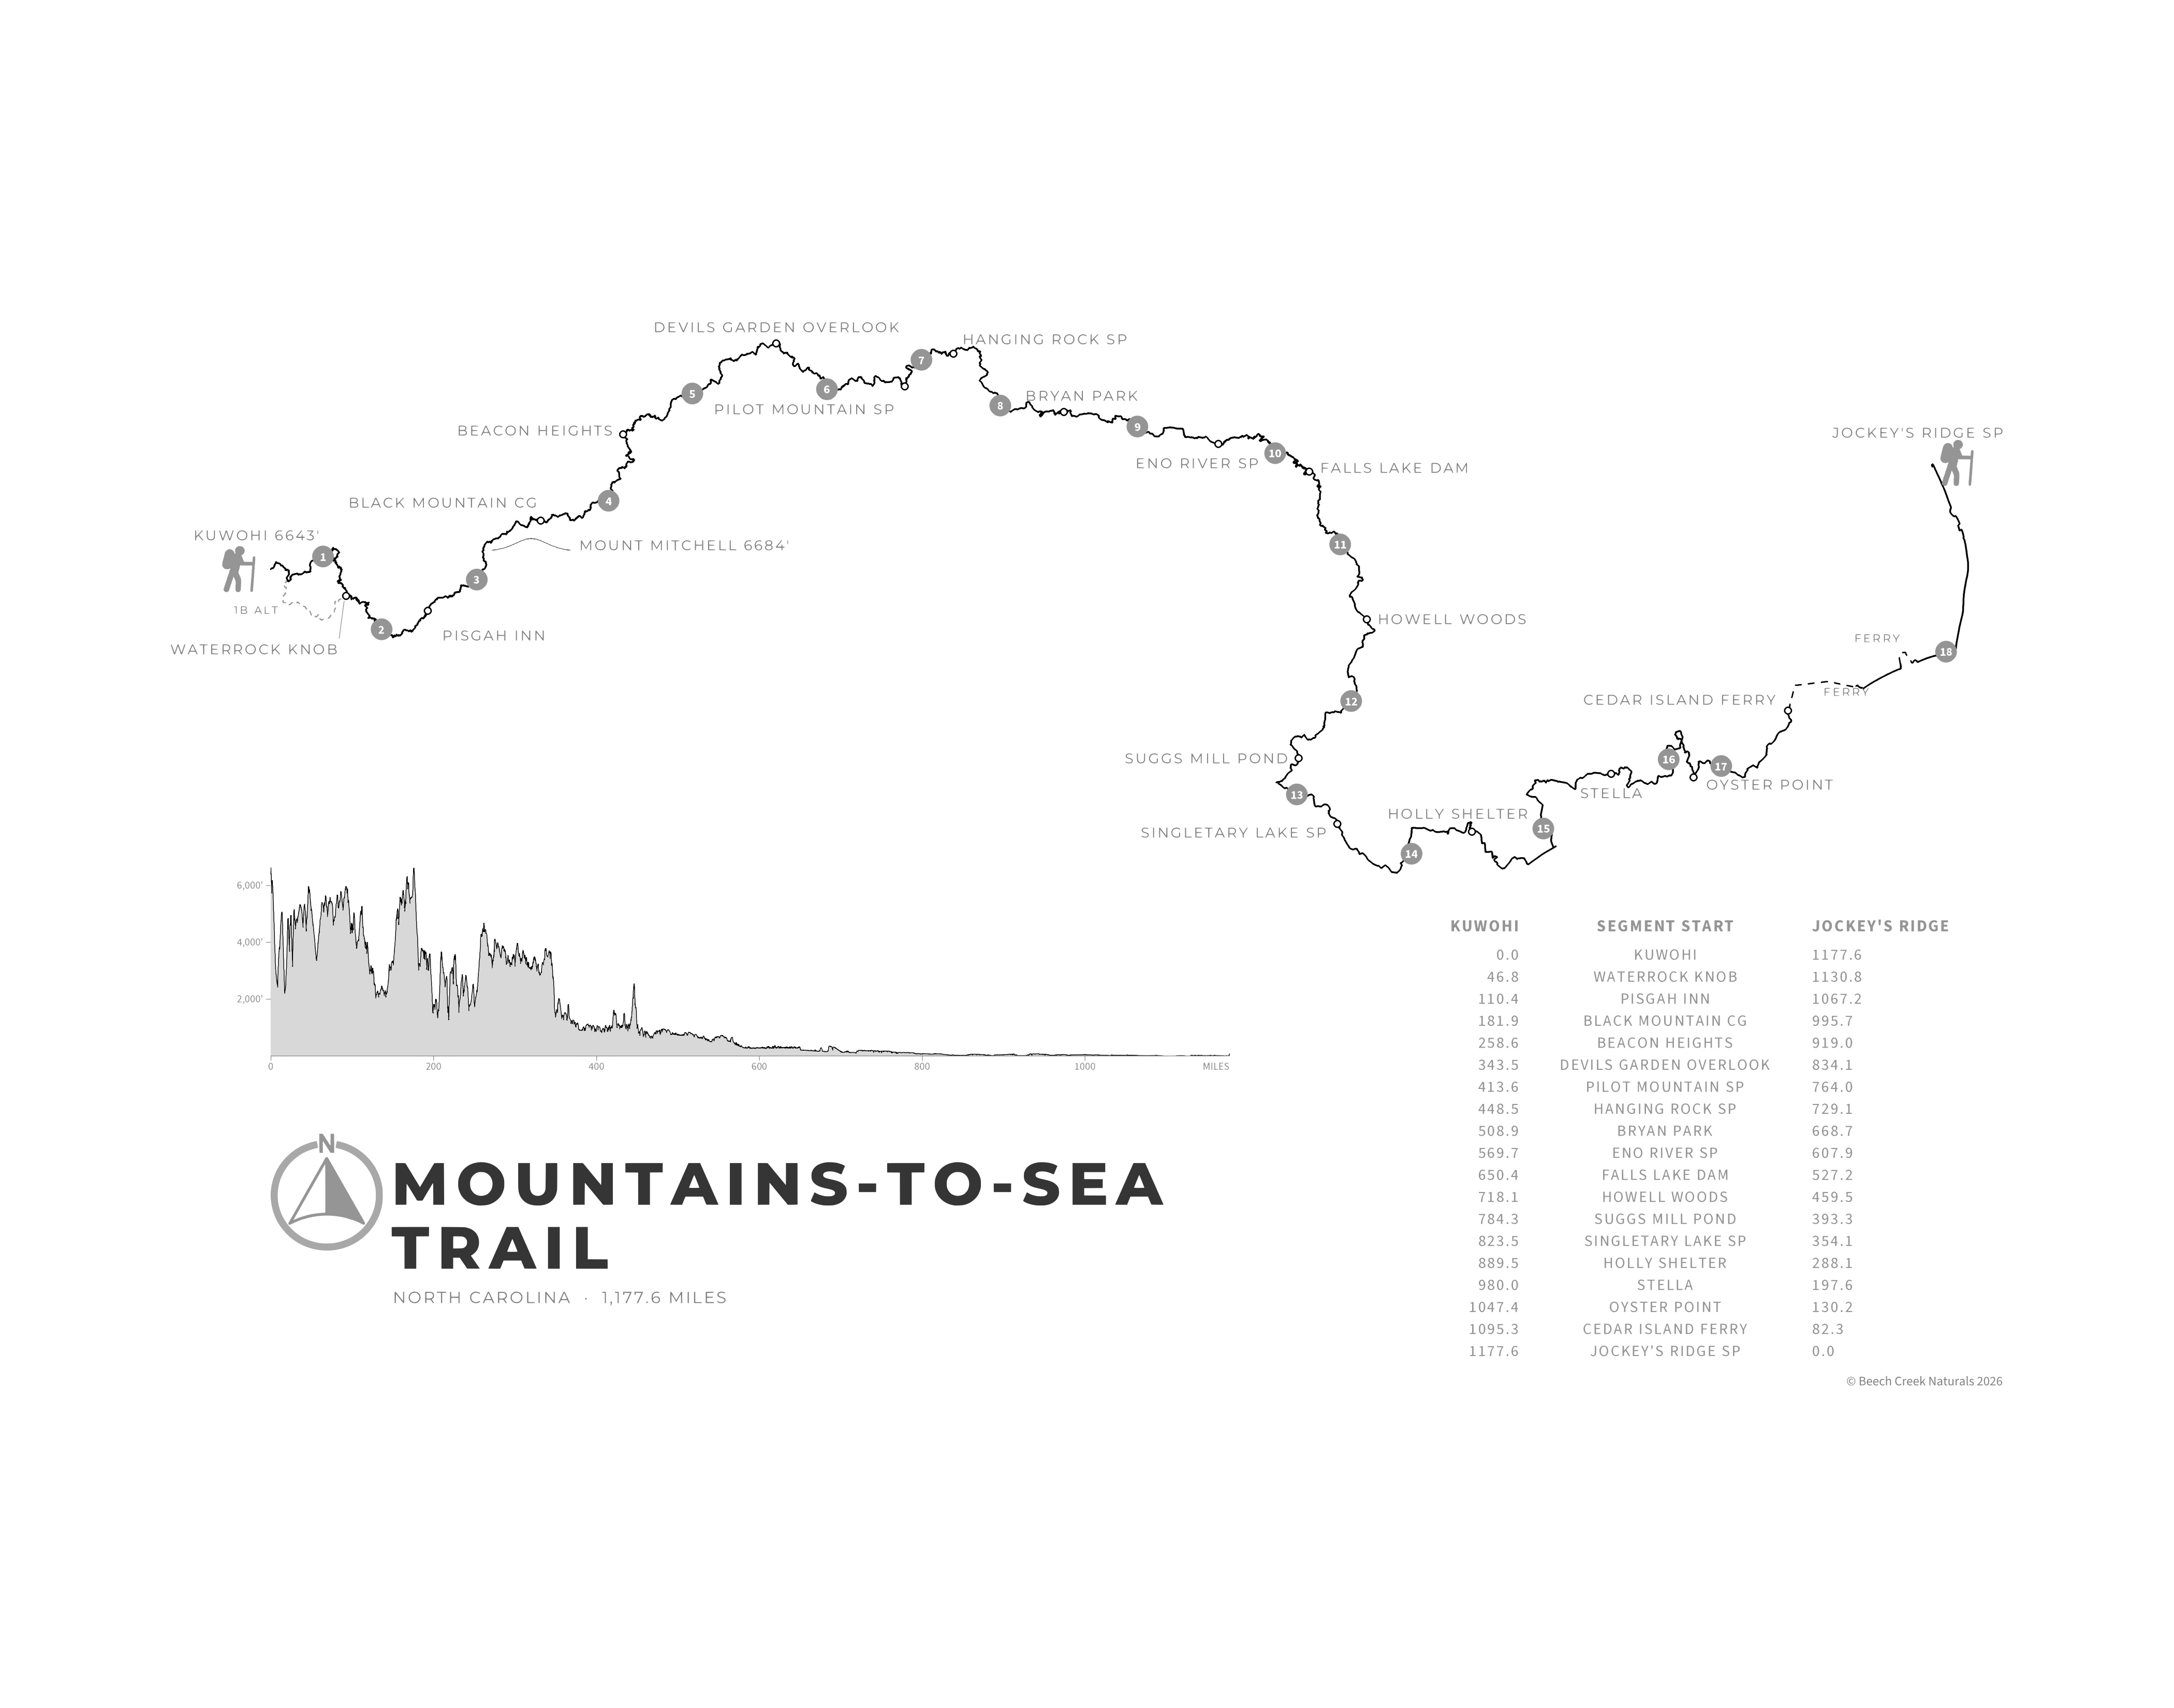 DEVILS GARDEN OVERLOOK
HANGING ROCK SP
7
5
6
PILOT MOUNTAIN SP
8
BRYAN PARK
BEACON HEIGHTS
9
JOCKEY'S RIDGE SP
ENO RIVER SP
10
FALLS LAKE DAM
BLACK MOUNTAIN CG
4
KUWOHI 6643'
1
MOUNT MITCHELL 6684'
11
3
1B ALT
2
PISGAH INN
WATERROCK KNOB
HOWELL WOODS
FERRY
18
12
CEDAR ISLAND FERRY
FERRY
SUGGS MILL POND
16
17
OYSTER POINT
13
STELLA
HOLLY SHELTER
15
SINGLETARY LAKE SP
14
6,000'
4,000'
2,000'
0 200 400 600 800 1000 MILES
KUWOHI SEGMENT START JOCKEY'S RIDGE
0.0 KUWOHI 1177.6
46.8 WATERROCK KNOB 1130.8
110.4 PISGAH INN 1067.2
181.9 BLACK MOUNTAIN CG 995.7
258.6 BEACON HEIGHTS 919.0
343.5 DEVILS GARDEN OVERLOOK 834.1
413.6 PILOT MOUNTAIN SP 764.0
448.5 HANGING ROCK SP 729.1
508.9 BRYAN PARK 668.7
569.7 ENO RIVER SP 607.9
650.4 FALLS LAKE DAM 527.2
718.1 HOWELL WOODS 459.5
784.3 SUGGS MILL POND 393.3
823.5 SINGLETARY LAKE SP 354.1
889.5 HOLLY SHELTER 288.1
980.0 STELLA 197.6
1047.4 OYSTER POINT 130.2
1095.3 CEDAR ISLAND FERRY 82.3
1177.6 JOCKEY'S RIDGE SP 0.0
N
MOUNTAINS-TO-SEA
TRAIL
NORTH CAROLINA · 1,177.6 MILES
© Beech Creek Naturals 2026